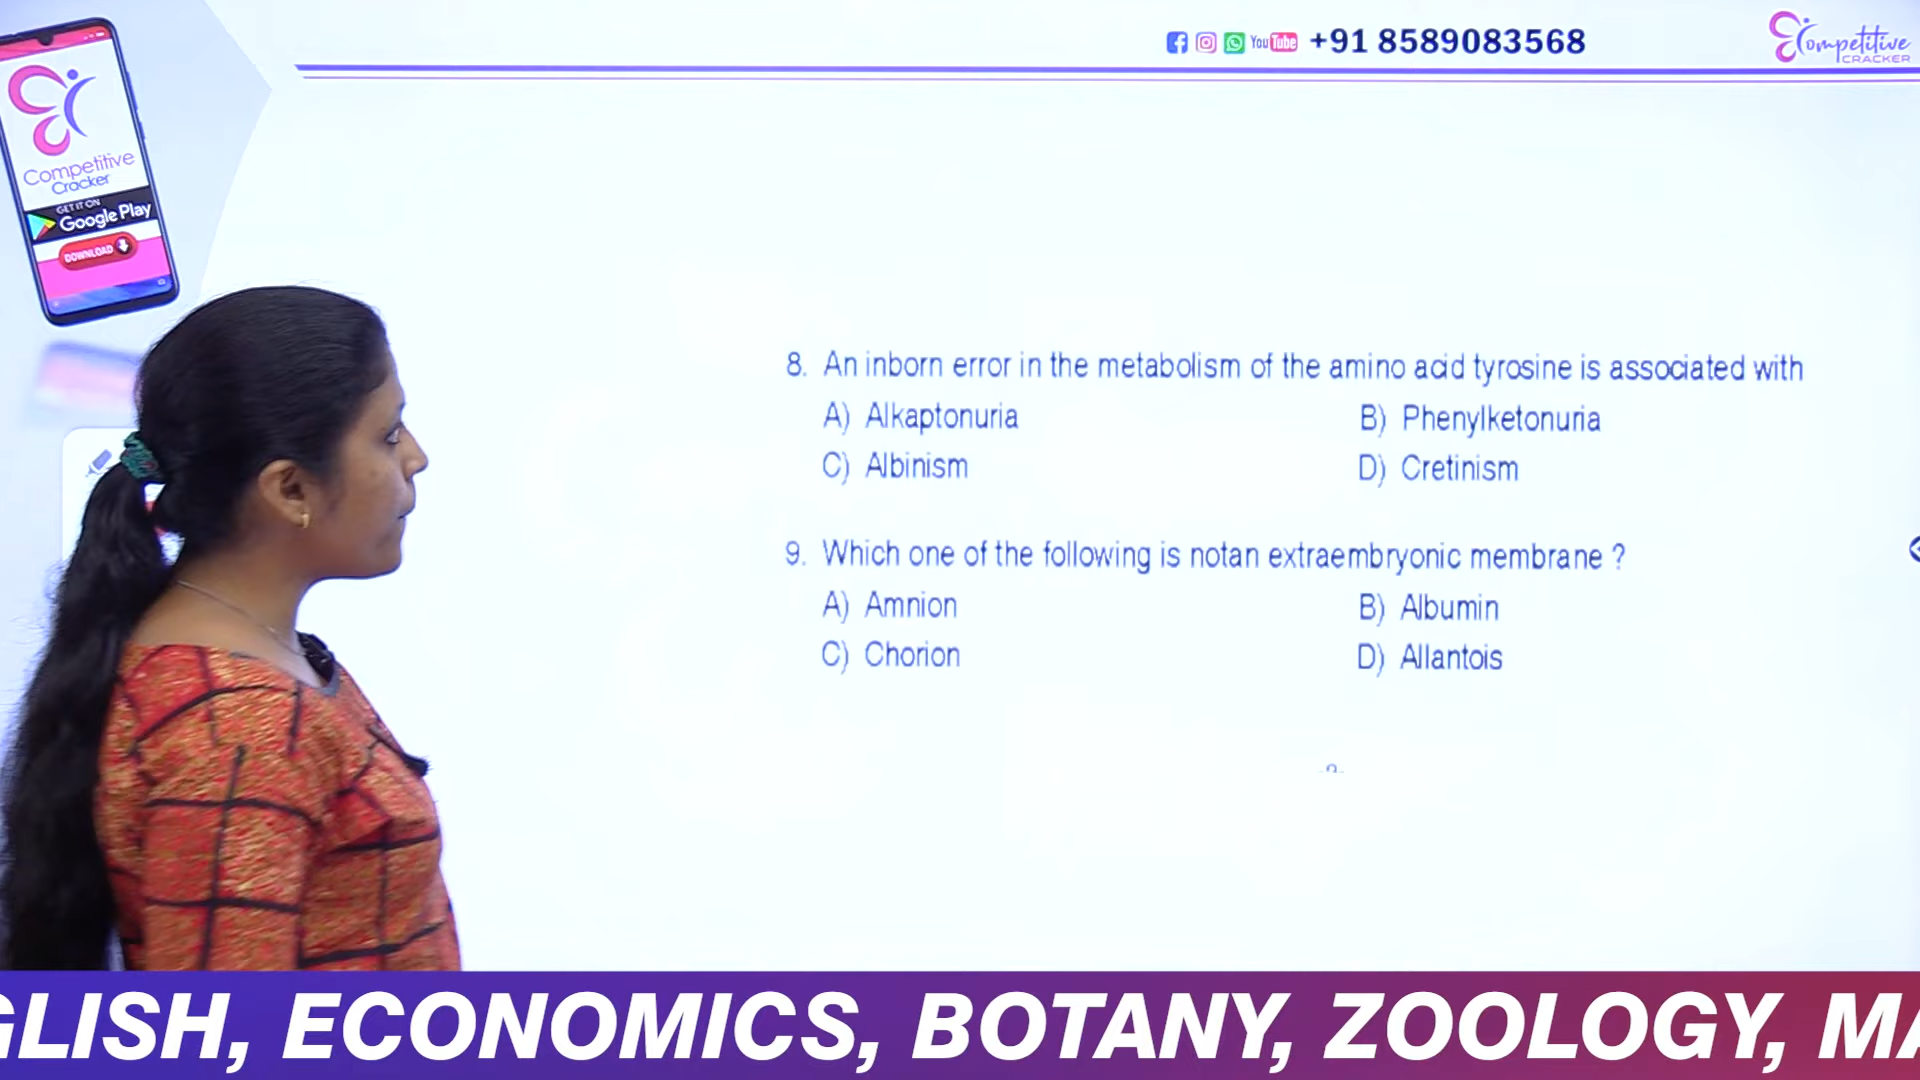 YouTube +91 8589083568
Competitive
CRACKER
Competitive
Cracker
GET IT ON
Google Play
DOWNLOAD
8. An inborn error in the metabolism of the amino acid tyrosine is associated with
A) Alkaptonuria B) Phenylketonuria
C) Albinism D) Cretinism
9. Which one of the following is notan extraembryonic membrane ?
A) Amnion B) Albumin
C) Chorion D) Allantois
GLISH, ECONOMICS, BOTANY, ZOOLOGY, MA